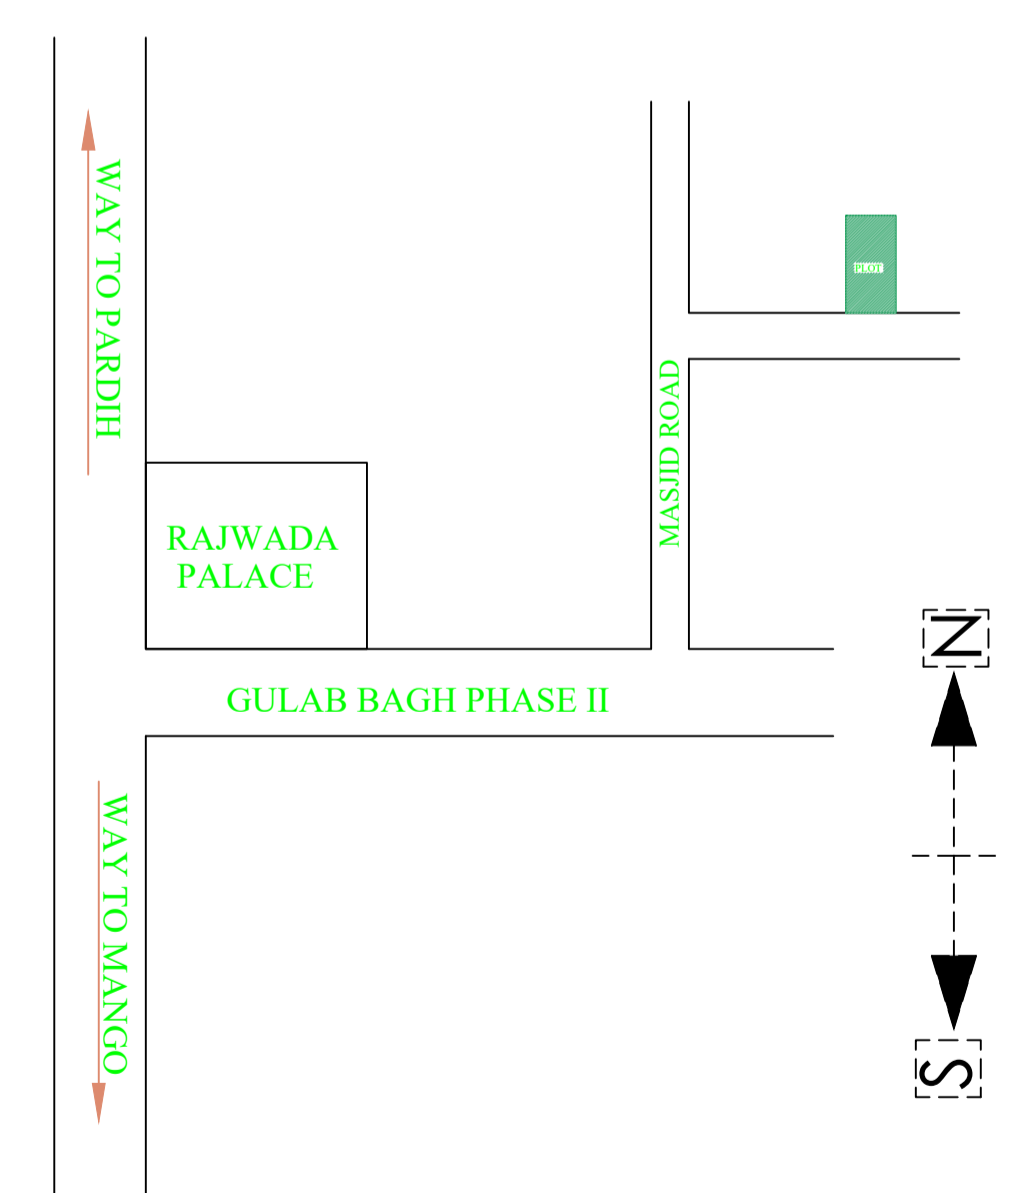 WAY TO PARDIH
PLOT
MASJID ROAD
RAJWADA
PALACE
N
GULAB BAGH PHASE II
WAY TO MANGO
S